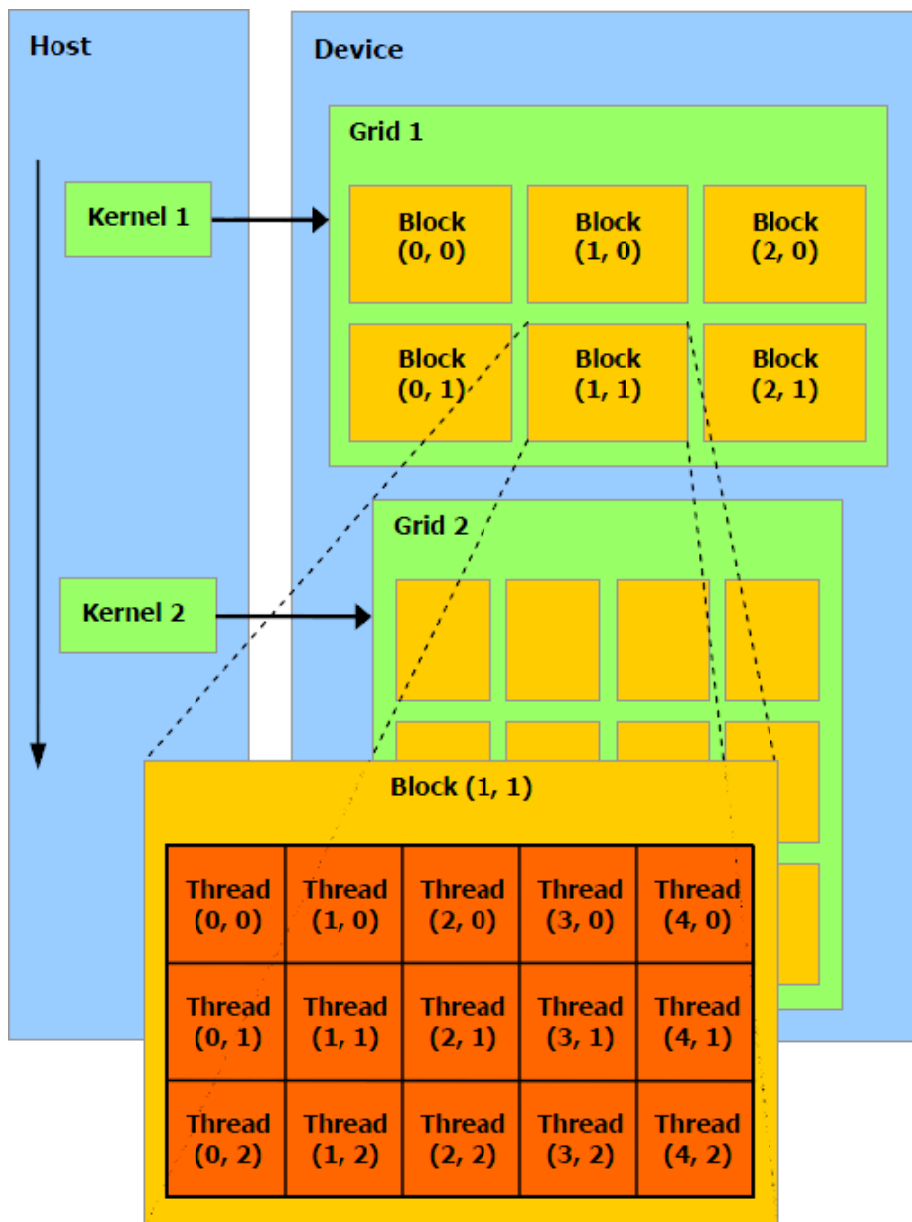 Host
Device
Grid 1
Kernel 1
Block
(0, 0)
Block
(1, 0)
Block
(2, 0)
Block
(0, 1)
Block
(1, 1)
Block
(2, 1)
Grid 2
Kernel 2
Block (1, 1)
Thread
(0, 0)
Thread
(1, 0)
Thread
(2, 0)
Thread
(3, 0)
Thread
(4, 0)
Thread
(0, 1)
Thread
(1, 1)
Thread
(2, 1)
Thread
(3, 1)
Thread
(4, 1)
Thread
(0, 2)
Thread
(1, 2)
Thread
(2, 2)
Thread
(3, 2)
Thread
(4, 2)